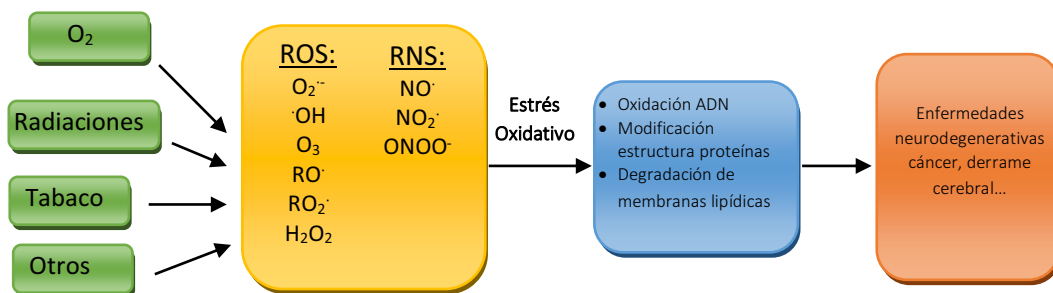 O₂
Radiaciones
Tabaco
Otros
ROS:
O₂·⁻
·OH
O₃
RO·
RO₂·
H₂O₂
RNS:
NO·
NO₂·
ONOO⁻
Estrés
Oxidativo
• Oxidación ADN
• Modificación
estructura proteínas
• Degradación de
membranas lipídicas
Enfermedades
neurodegenerativas
cáncer, derrame
cerebral...